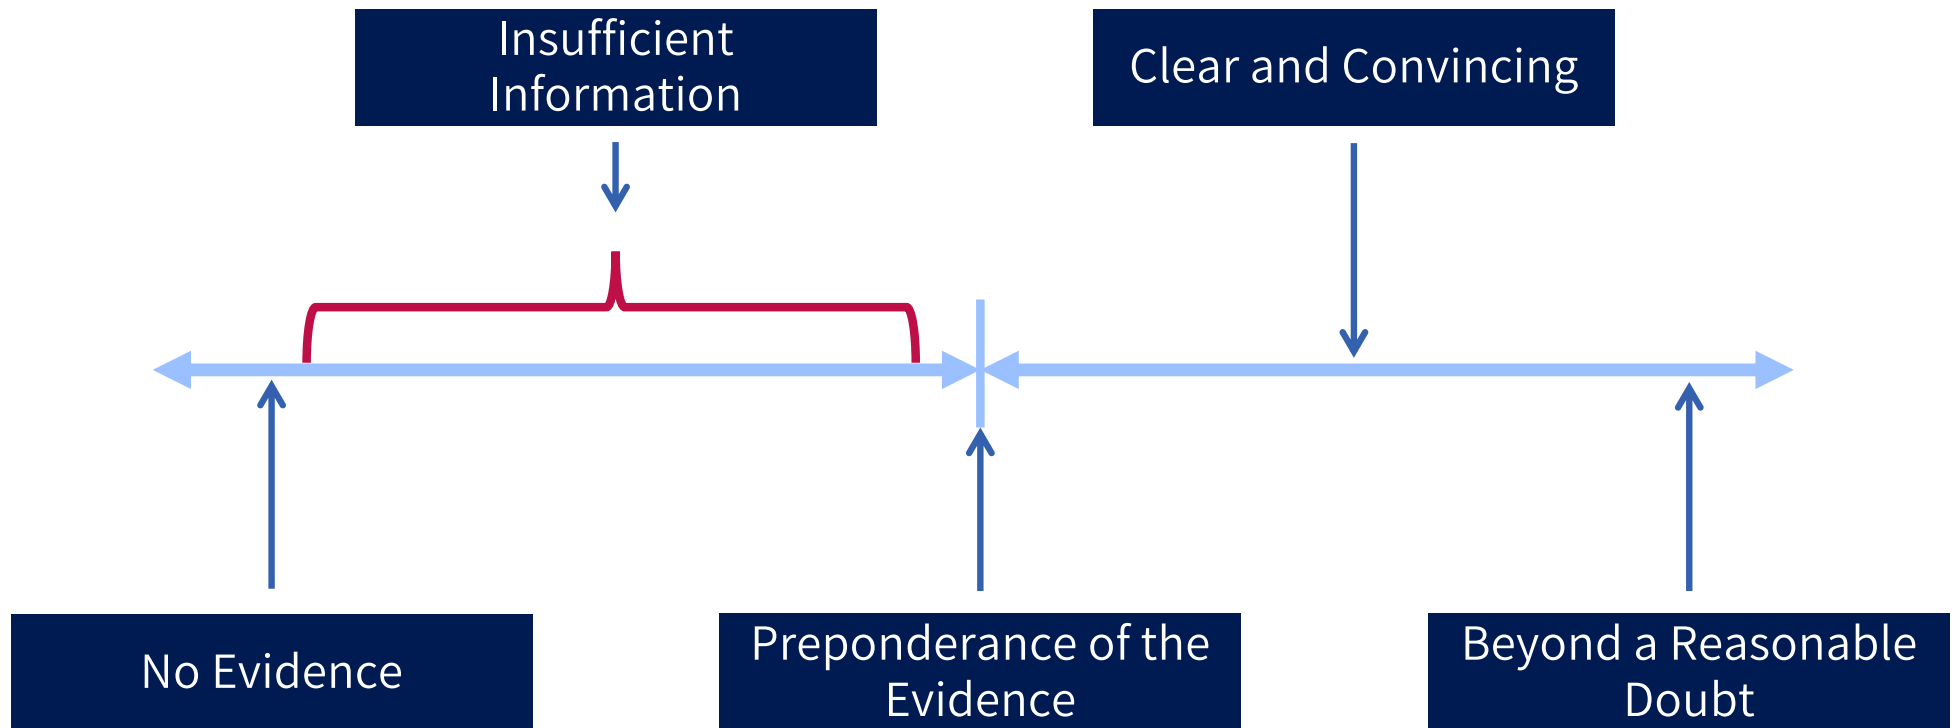 Insufficient
Information
Clear and Convincing
No Evidence
Preponderance of the
Evidence
Beyond a Reasonable
Doubt